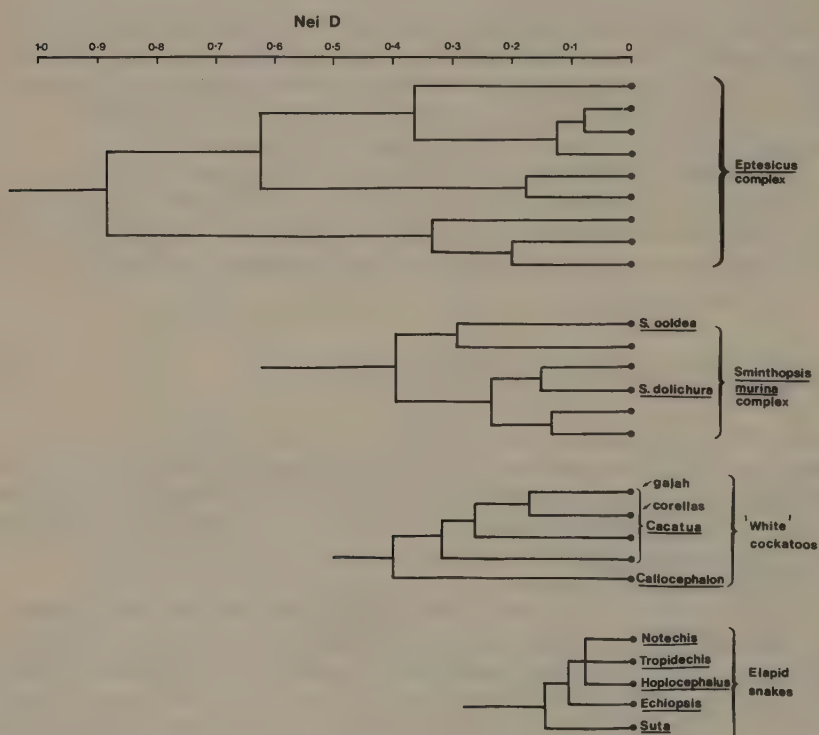 Nei D
1·0 0·9 0·8 0·7 0·6 0·5 0·4 0·3 0·2 0·1 0
Eptesicus
complex
S. ooldea
S. dolichura
Sminthopsis
murina
complex
galah
corellas
Cacatua
Callocephalon
'White'
cockatoos
Notechis
Tropidechis
Hoplocephalus
Echiopsis
Suta
Elapid
snakes